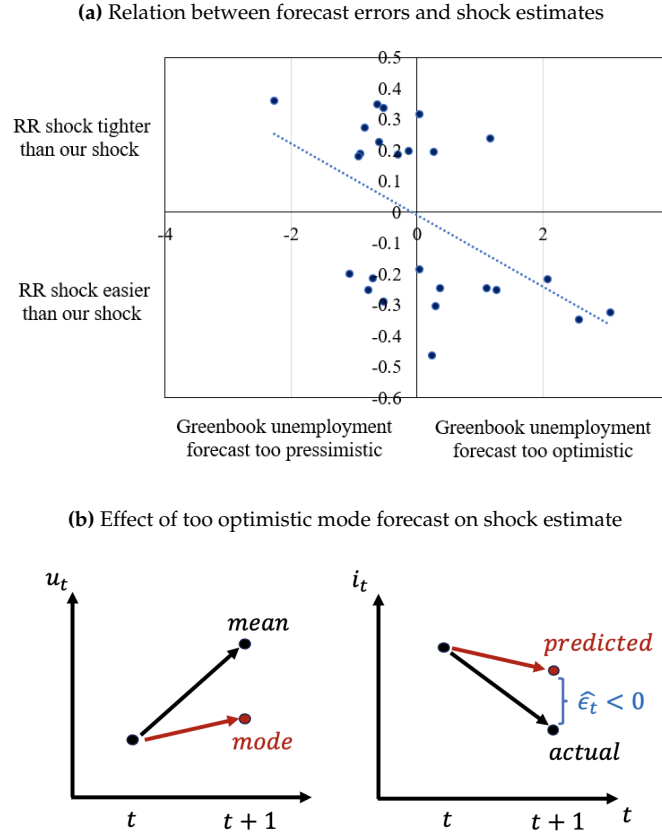 (a) Relation between forecast errors and shock estimates
0.5
0.4
0.3
0.2
0.1
0
-0.1
-0.2
-0.3
-0.4
-0.5
-0.6
-4
-2
0
2
RR shock tighter
than our shock
RR shock easier
than our shock
Greenbook unemployment
forecast too pressimistic
Greenbook unemployment
forecast too optimistic
(b) Effect of too optimistic mode forecast on shock estimate
u_t
mean
mode
t
t + 1
i_t
predicted
ϵ̂_t < 0
actual
t
t + 1
t